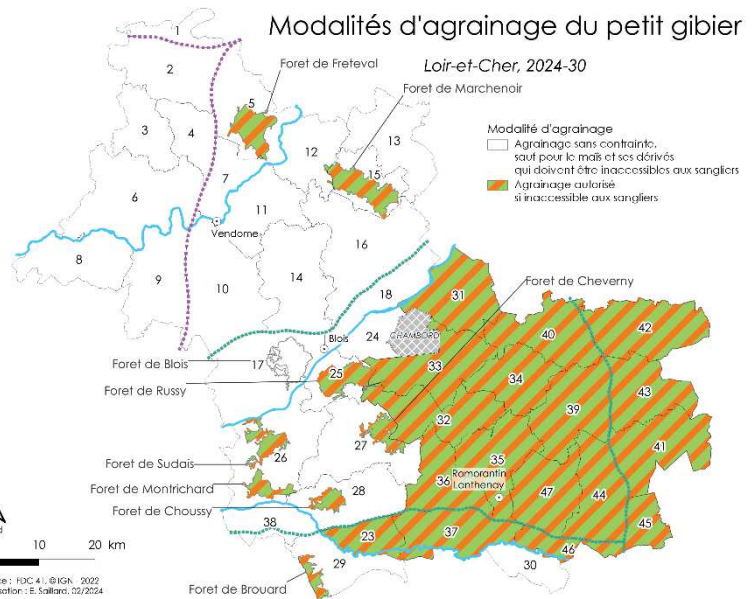 Modalités d'agrainage du petit gibier
Loir-et-Cher, 2024-30
Foret de Freteval
Foret de Marchenoir
Modalité d'agrainage
Agrainage sans contrainte,
sauf pour le maïs et ses dérivés
qui doivent être inaccessibles aux sangliers
Agrainage autorisé
si inaccessible aux sangliers
1
2
3
4
5
6
7
8
9
10
11
12
13
14
15
16
17
18
Vendome
Blois
CHAMBORD
Foret de Cheverny
Foret de Blois
Foret de Russy
Foret de Sudais
Foret de Montrichard
Foret de Choussy
Foret de Brouard
Romorantin
Lanthenay
23
24
25
26
27
28
29
30
31
32
33
34
35
36
37
38
39
40
41
42
43
44
45
46
47
10 20 km
: FDC 41, ©IGN 2022
: E. Saillard, 02/2024